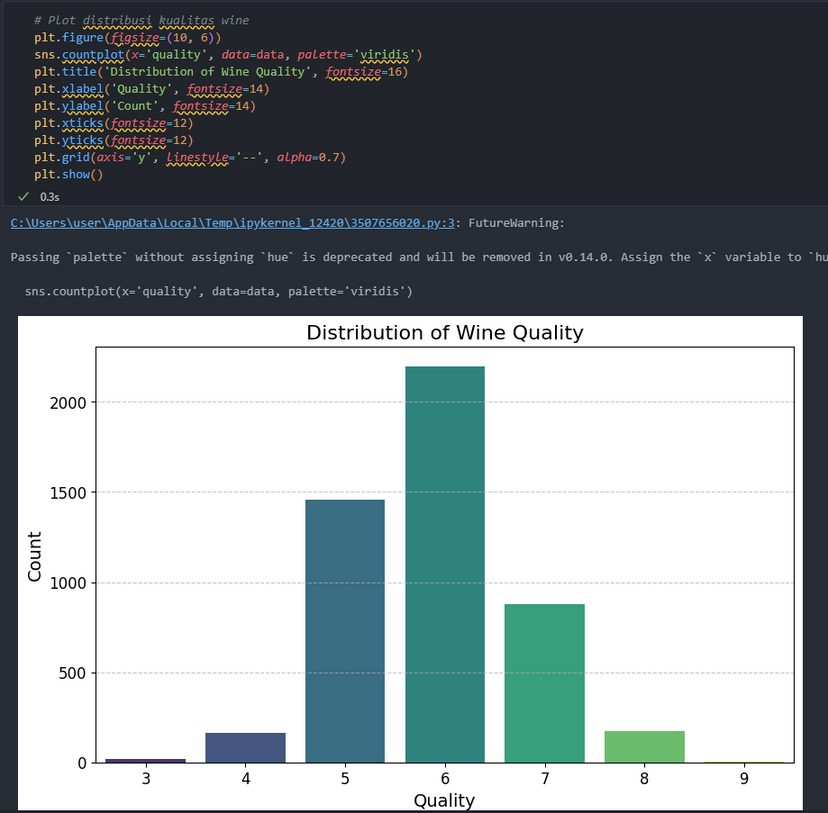 # Plot distribusi kualitas wine
plt.figure(figsize=(10, 6))
sns.countplot(x='quality', data=data, palette='viridis')
plt.title('Distribution of Wine Quality', fontsize=16)
plt.xlabel('Quality', fontsize=14)
plt.ylabel('Count', fontsize=14)
plt.xticks(fontsize=12)
plt.yticks(fontsize=12)
plt.grid(axis='y', linestyle='--', alpha=0.7)
plt.show()
0.3s
C:\Users\user\AppData\Local\Temp\ipykernel_12420\3507656020.py:3: FutureWarning:
Passing `palette` without assigning `hue` is deprecated and will be removed in v0.14.0. Assign the `x` variable to `hu
sns.countplot(x='quality', data=data, palette='viridis')
Distribution of Wine Quality
2000
1500
1000
500
0
Count
3 4 5 6 7 8 9
Quality